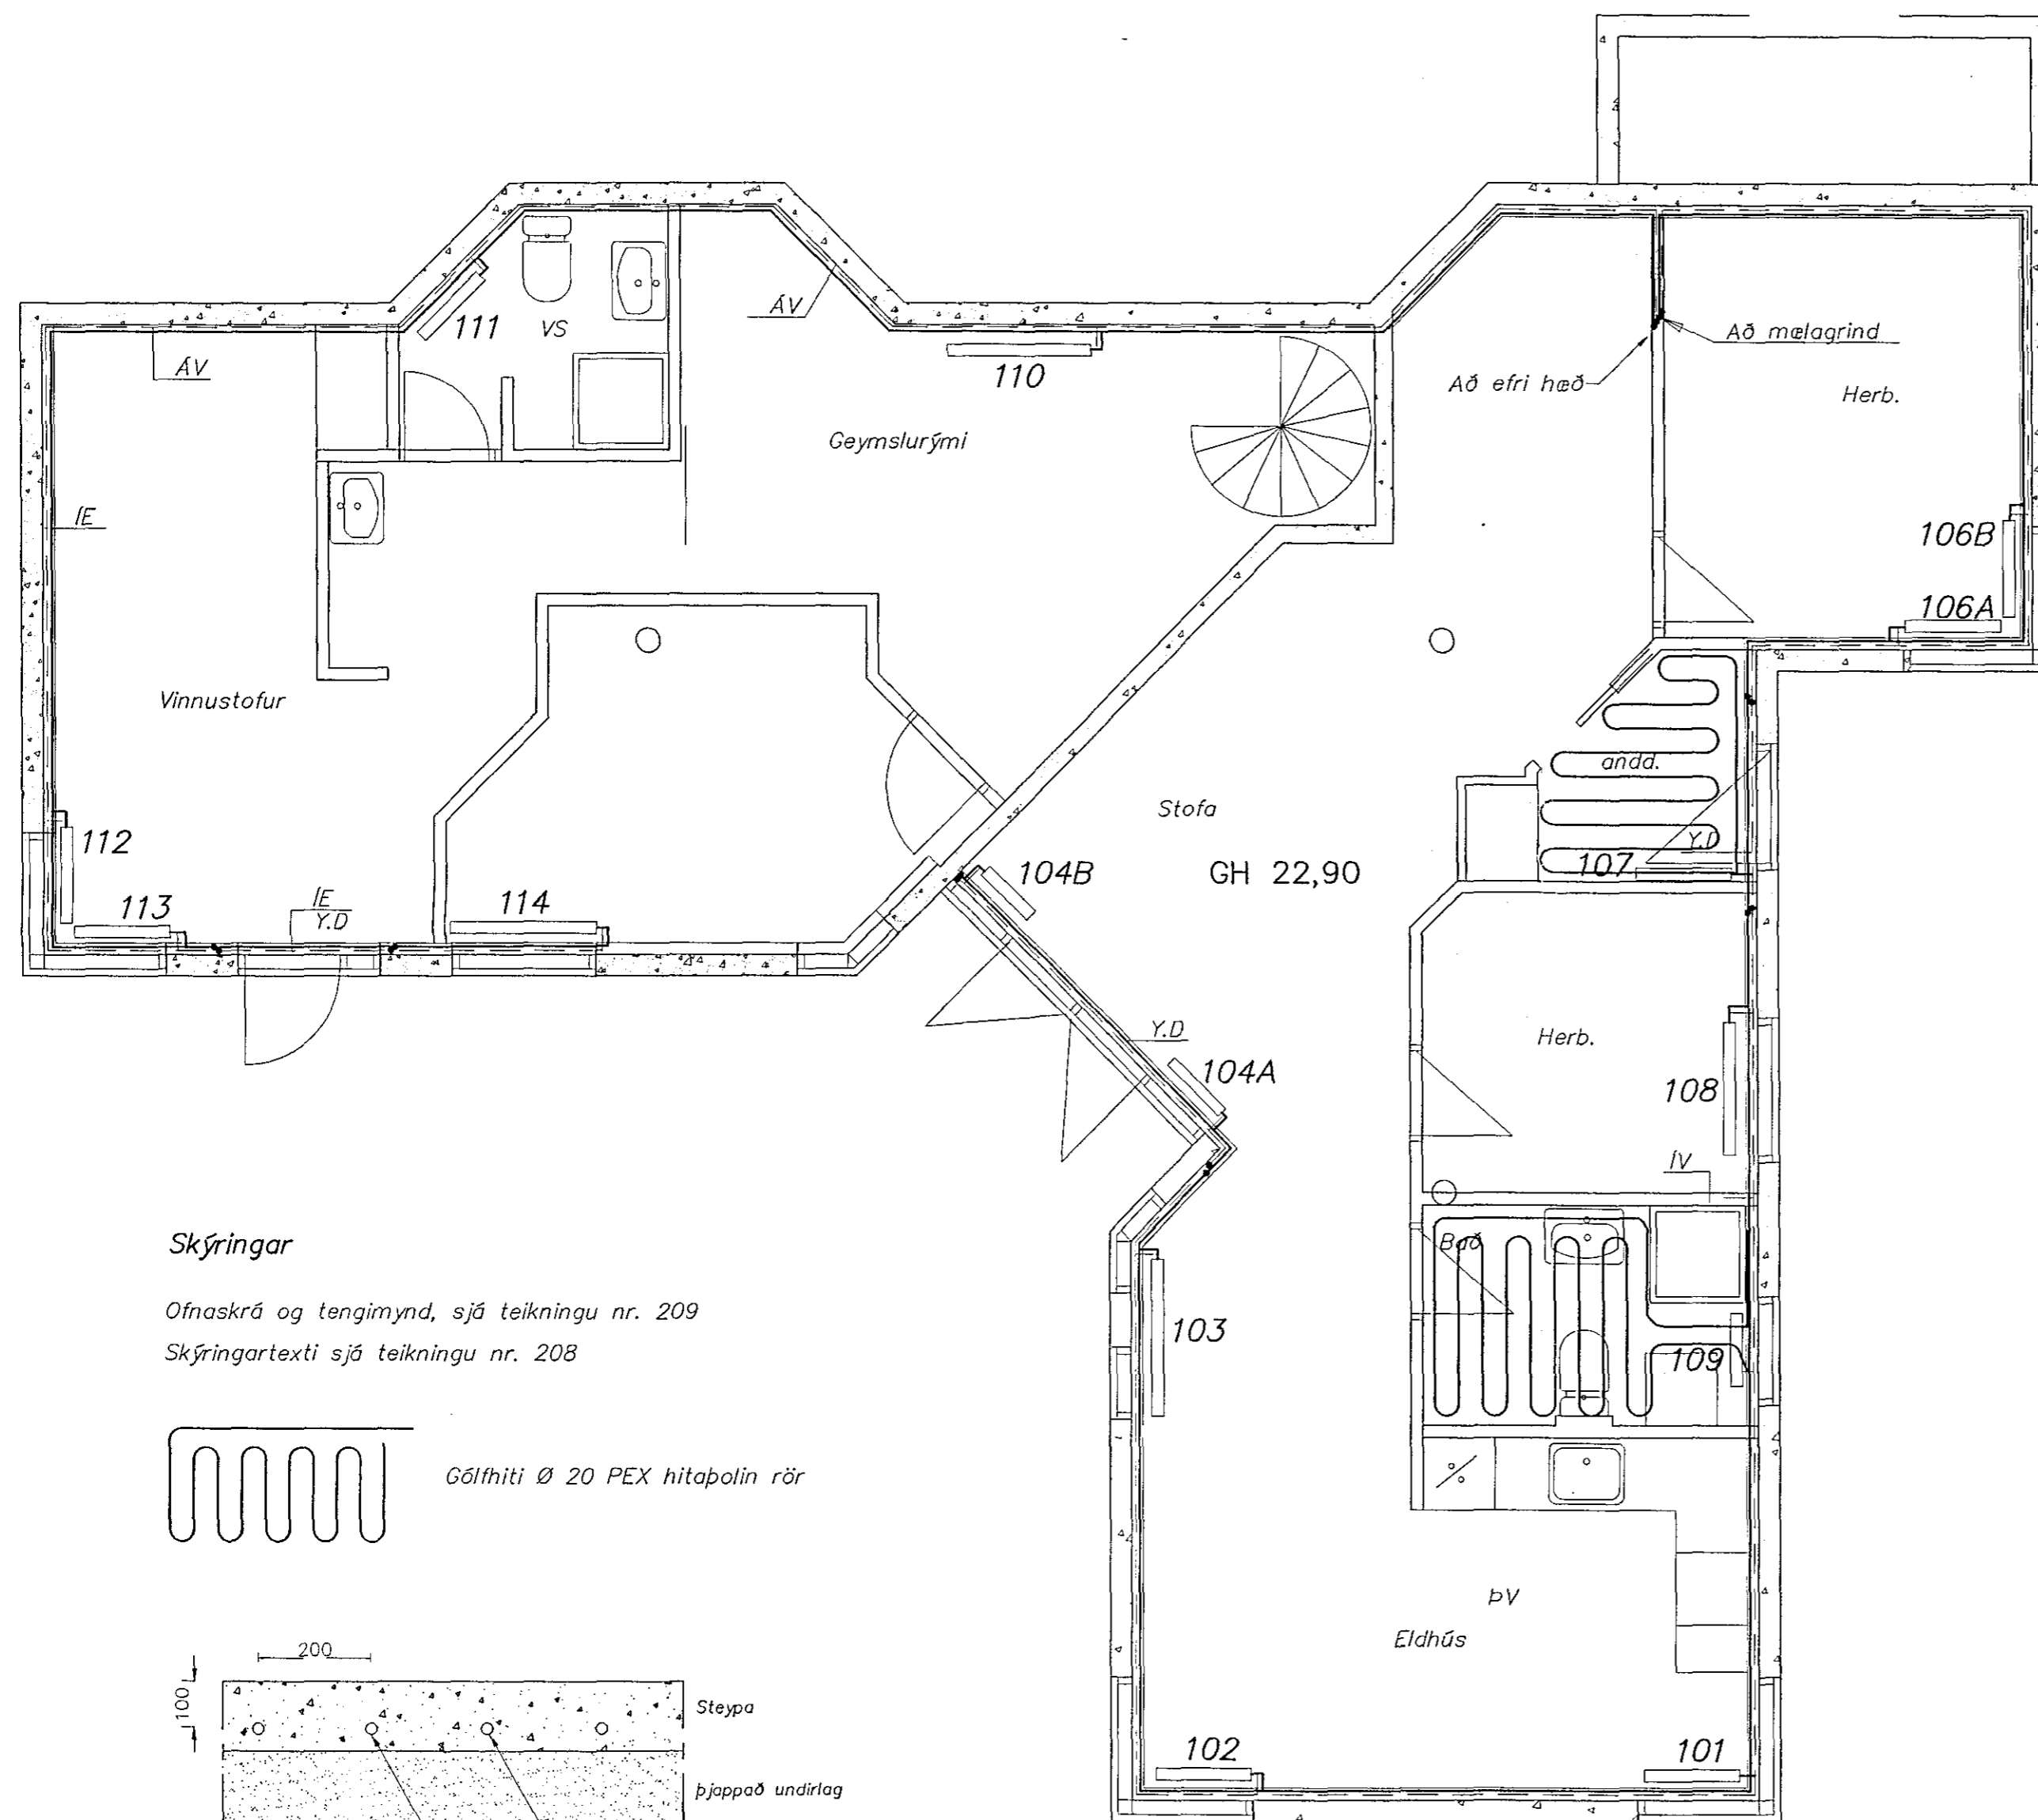 111
VS
ÁV
Að mælagrind
ÁV
110
Að efri hæð
Herb.
Geymslurými
ÍE
106B
106A
Vinnustofur
andd.
Stofa
112
Y.D
107
104B
GH 22,90
113
ÍE
Y.D
114
Y.D
Herb.
104A
108
ÍV
Skýringar
Bað
Ofnaskrá og tengimynd, sjá teikningu nr. 209
103
Skýringartexti sjá teikningu nr. 208
109
Gólfhiti Ø 20 PEX hitaþolin rör
ÞV
Eldhús
200
100
Steypa
102
101
þjappað undirlag